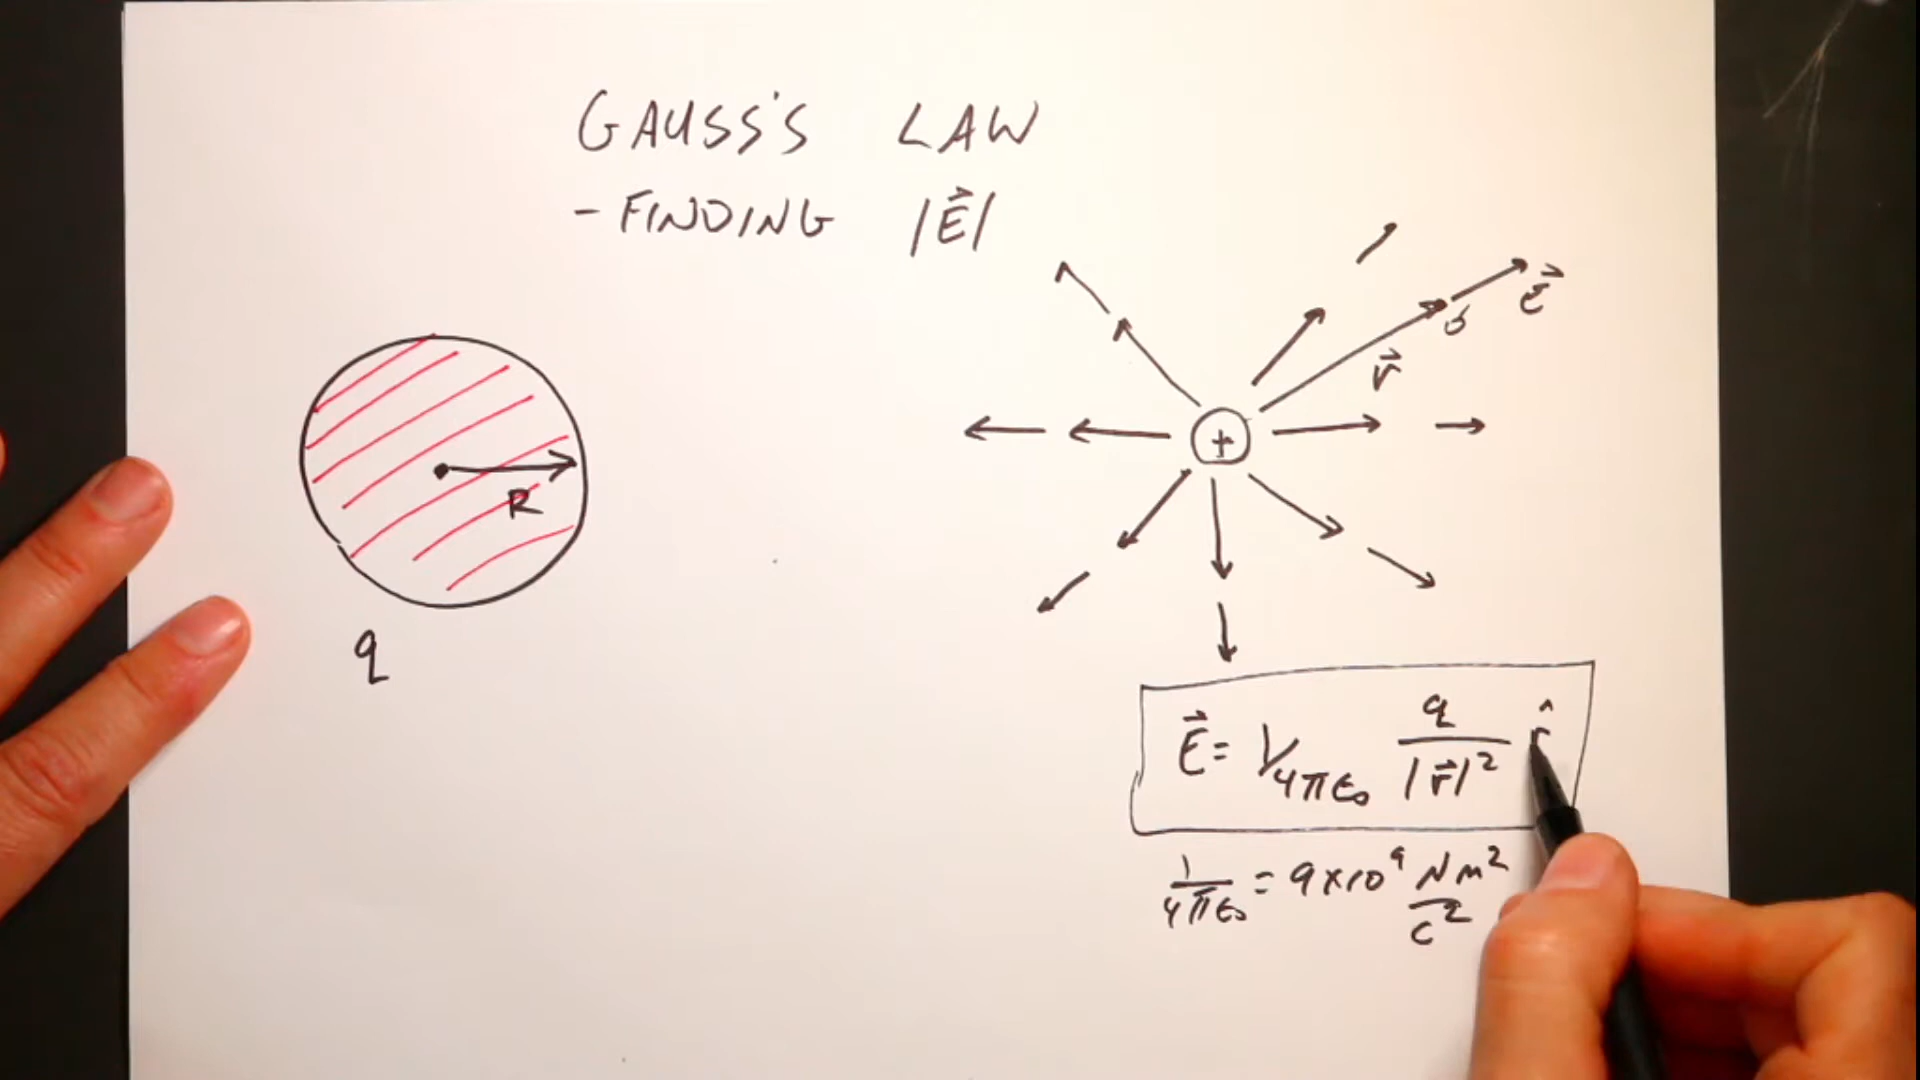 GAUSS'S LAW
- FINDING |E⃗|
E⃗
r⃗
+
R
q
E⃗ = 1/4πε₀ q/|r⃗|² r̂
1/4πε₀ = 9×10⁹ Nm²/C²